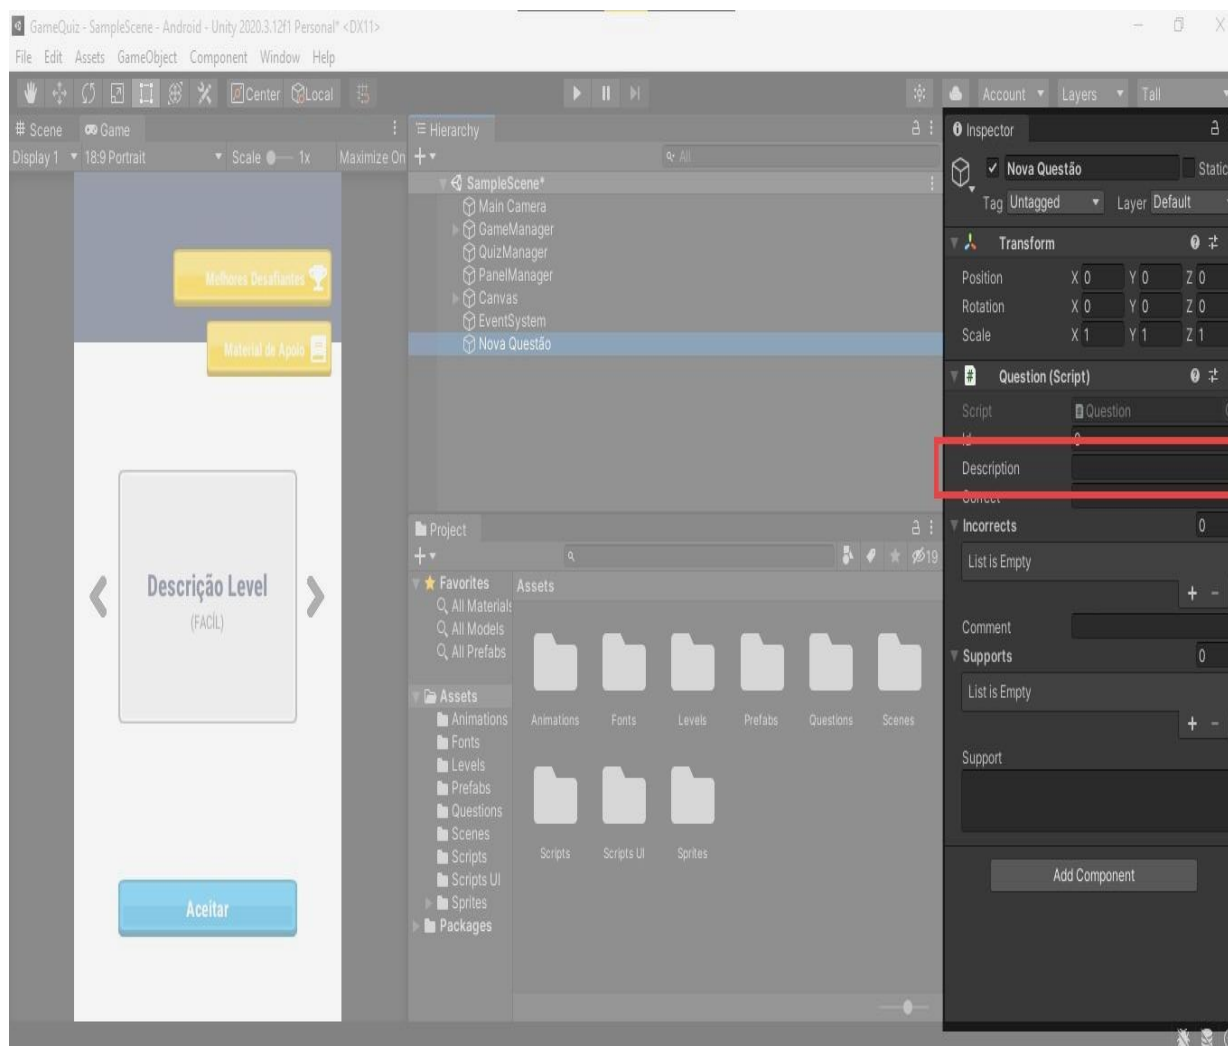 GameQuiz - SampleScene - Android - Unity 2020.3.12f1 Personal* <DX11>
File Edit Assets GameObject Component Window Help
Center Local
Account Layers Tall
Scene Game
Display 1 18:9 Portrait Scale 1x Maximize On
Melhores Desafiantes
Material de Apoio
Descrição Level
(FACÍL)
Aceitar
Hierarchy
All
SampleScene*
Main Camera
GameManager
QuizManager
PanelManager
Canvas
EventSystem
Nova Questão
Project
19
Favorites
All Materials
All Models
All Prefabs
Assets
Animations
Fonts
Levels
Prefabs
Questions
Scenes
Scripts
Scripts UI
Sprites
Packages
Assets
Animations Fonts Levels Prefabs Questions Scenes
Scripts Scripts UI Sprites
Inspector
Nova Questão Static
Tag Untagged Layer Default
Transform
Position X 0 Y 0 Z 0
Rotation X 0 Y 0 Z 0
Scale X 1 Y 1 Z 1
# Question (Script)
Script Question
Id 0
Description
Correct
Incorrects 0
List is Empty
+ -
Comment
Supports 0
List is Empty
+ -
Support
Add Component